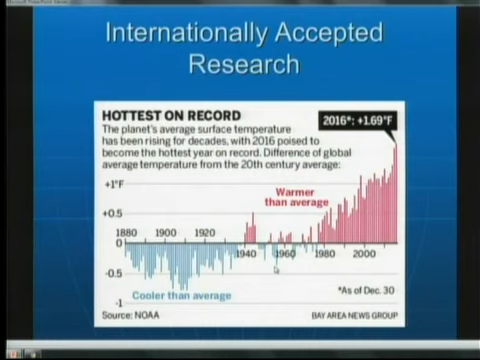 Internationally Accepted
Research
HOTTEST ON RECORD
The planet's average surface temperature
has been rising for decades, with 2016 poised to
become the hottest year on record. Difference of global
average temperature from the 20th century average:
2016*: +1.69°F
+1°F
Warmer
than average
+0.5
1880 1900 1920
0
1940 1960 1980 2000
-0.5
*As of Dec. 30
Cooler than average
-1
Source: NOAA
BAY AREA NEWS GROUP